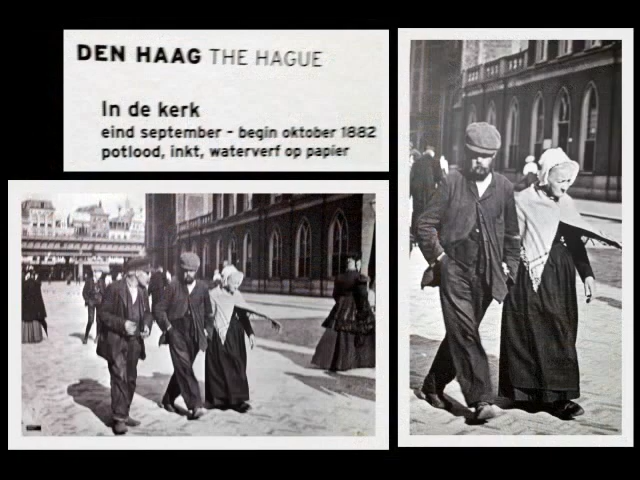 DEN HAAG THE HAGUE
In de kerk
eind september - begin oktober 1882
potlood, inkt, waterverf op papier